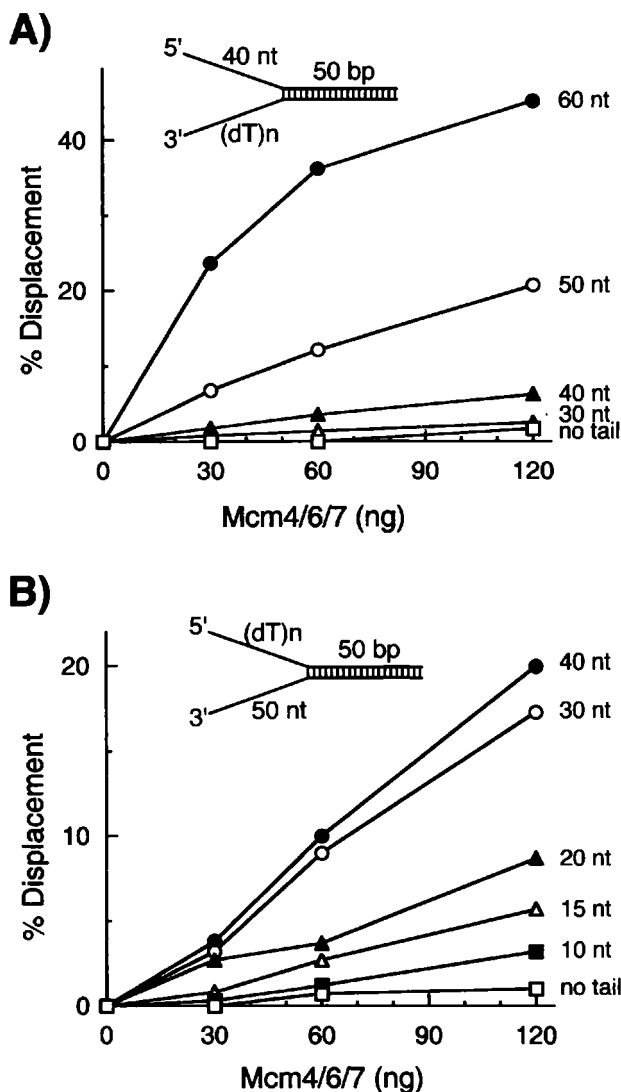 A)
5'
40 nt
50 bp
3'
(dT)n
60 nt
50 nt
40 nt
30 nt
no tail
% Displacement
40
20
0
0 30 60 90 120
Mcm4/6/7 (ng)
B)
5'
(dT)n
50 bp
3'
50 nt
40 nt
30 nt
20 nt
15 nt
10 nt
no tail
% Displacement
20
10
0
0 30 60 90 120
Mcm4/6/7 (ng)